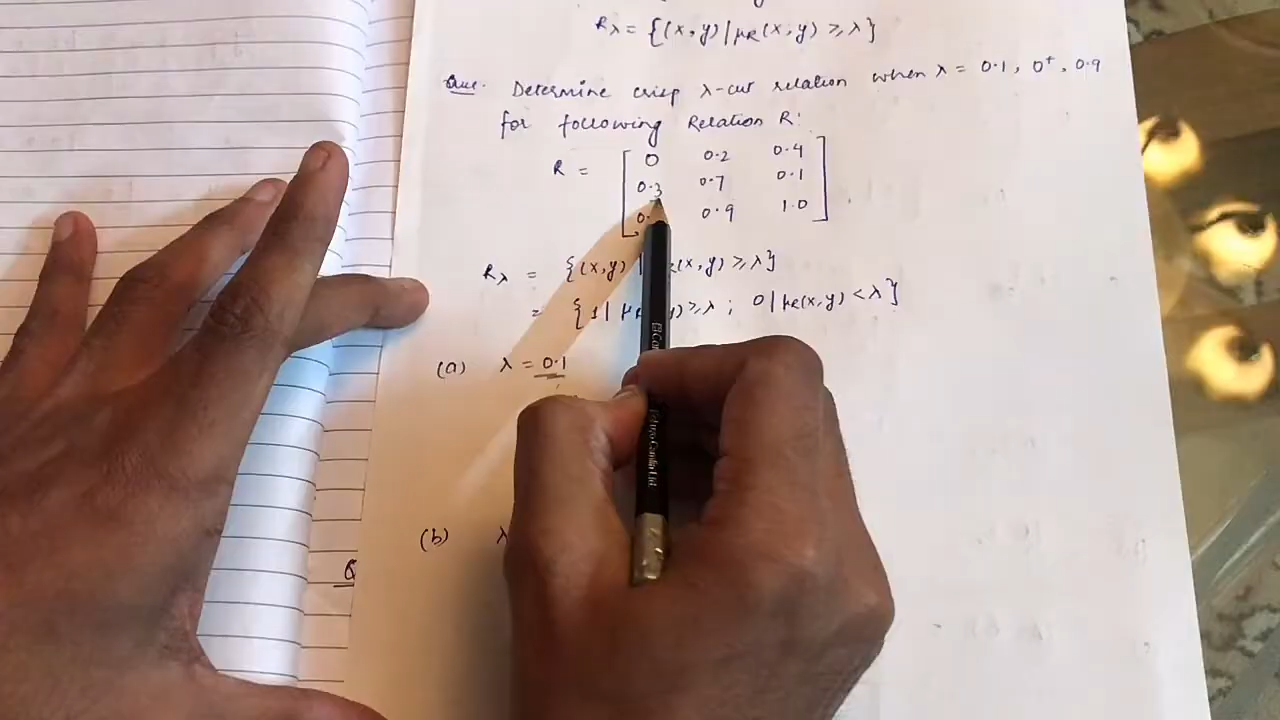 Rλ = {(x,y) | μR(x,y) ≥ λ}
Que. Determine crisp λ-cut relation when λ = 0.1, 0⁺, 0.9
for following Relation R:
R =
0 0.2 0.4
0.3 0.7 0.1
0. 0.9 1.0
Rλ = {(x,y) | (x,y) ≥ λ}
= {1 | μR y) ≥ λ ; 0 | μR(x,y) < λ}
(a) λ = 0.1
(b) λ
Q